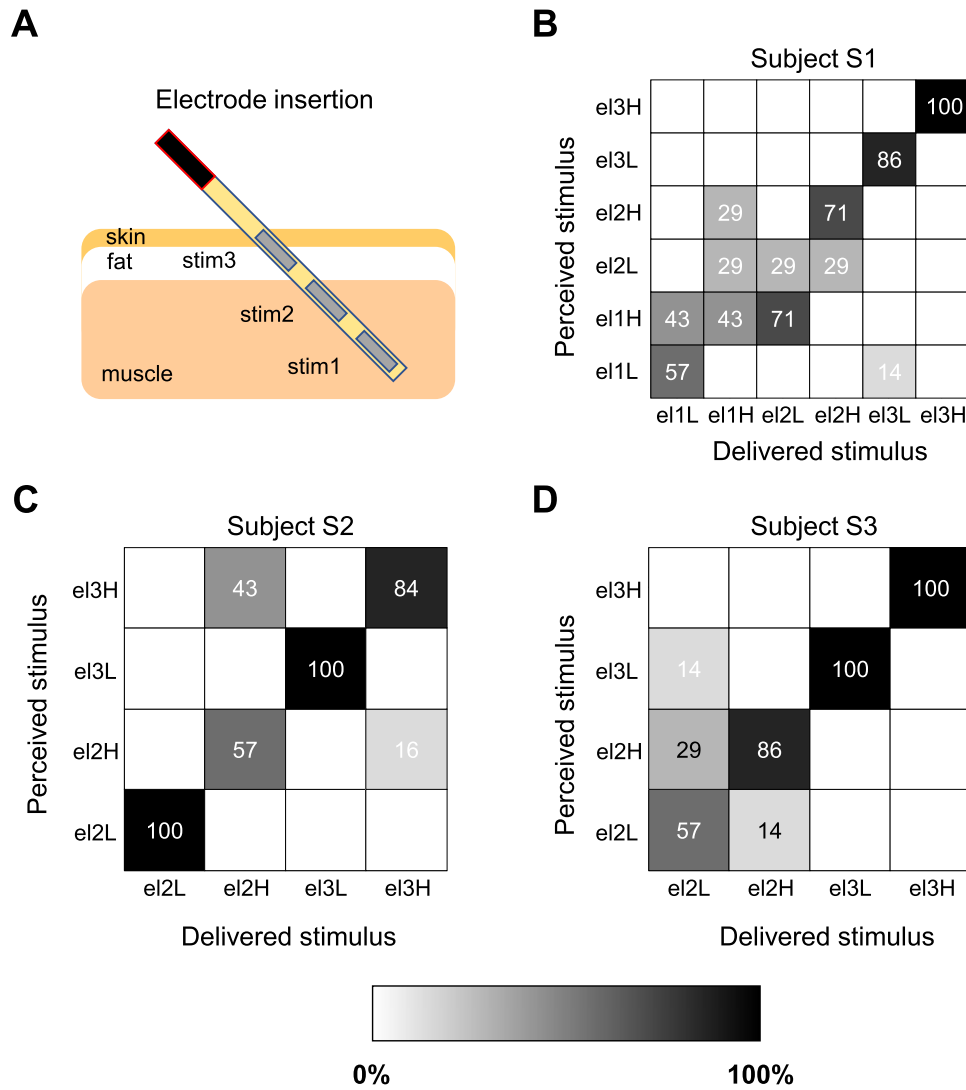 A
Electrode insertion
skin
fat
stim3
stim2
stim1
muscle
B
Subject S1
Perceived stimulus
el3H 100
el3L 86
el2H 29 71
el2L 29 29 29
el1H 43 43 71
el1L 57 14
el1L el1H el2L el2H el3L el3H
Delivered stimulus
C
Subject S2
Perceived stimulus
el3H 43 84
el3L 100
el2H 57 16
el2L 100
el2L el2H el3L el3H
Delivered stimulus
D
Subject S3
Perceived stimulus
el3H 100
el3L 14 100
el2H 29 86
el2L 57 14
el2L el2H el3L el3H
Delivered stimulus
0% 100%